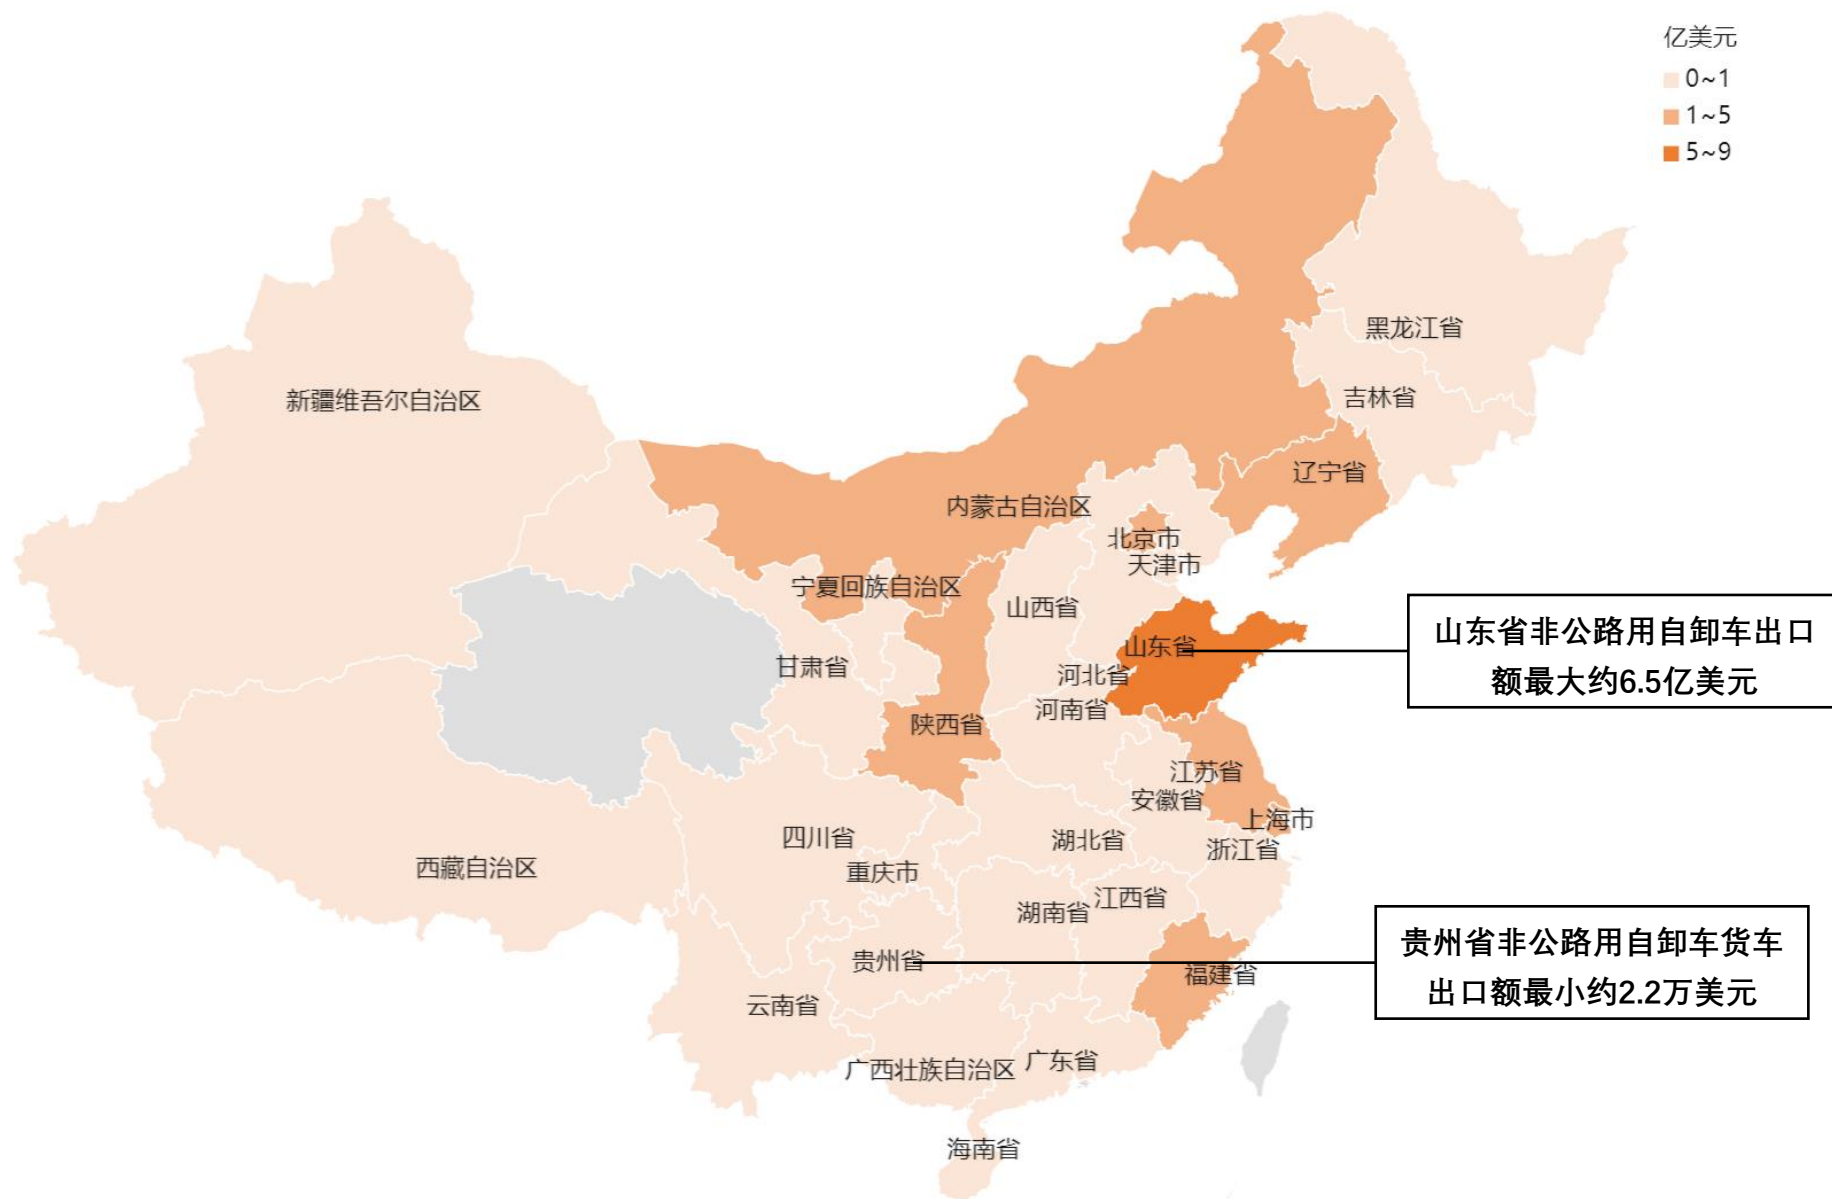 亿美元
0~1
1~5
5~9
黑龙江省
吉林省
新疆维吾尔自治区
辽宁省
内蒙古自治区
北京市
天津市
宁夏回族自治区
山西省
山东省
山东省非公路用自卸车出口
额最大约6.5亿美元
甘肃省
河北省
河南省
陕西省
江苏省
安徽省
上海市
四川省
湖北省
浙江省
西藏自治区
重庆市
江西省
湖南省
贵州省
贵州省非公路用自卸车货车
出口额最小约2.2万美元
福建省
云南省
广西壮族自治区
广东省
海南省